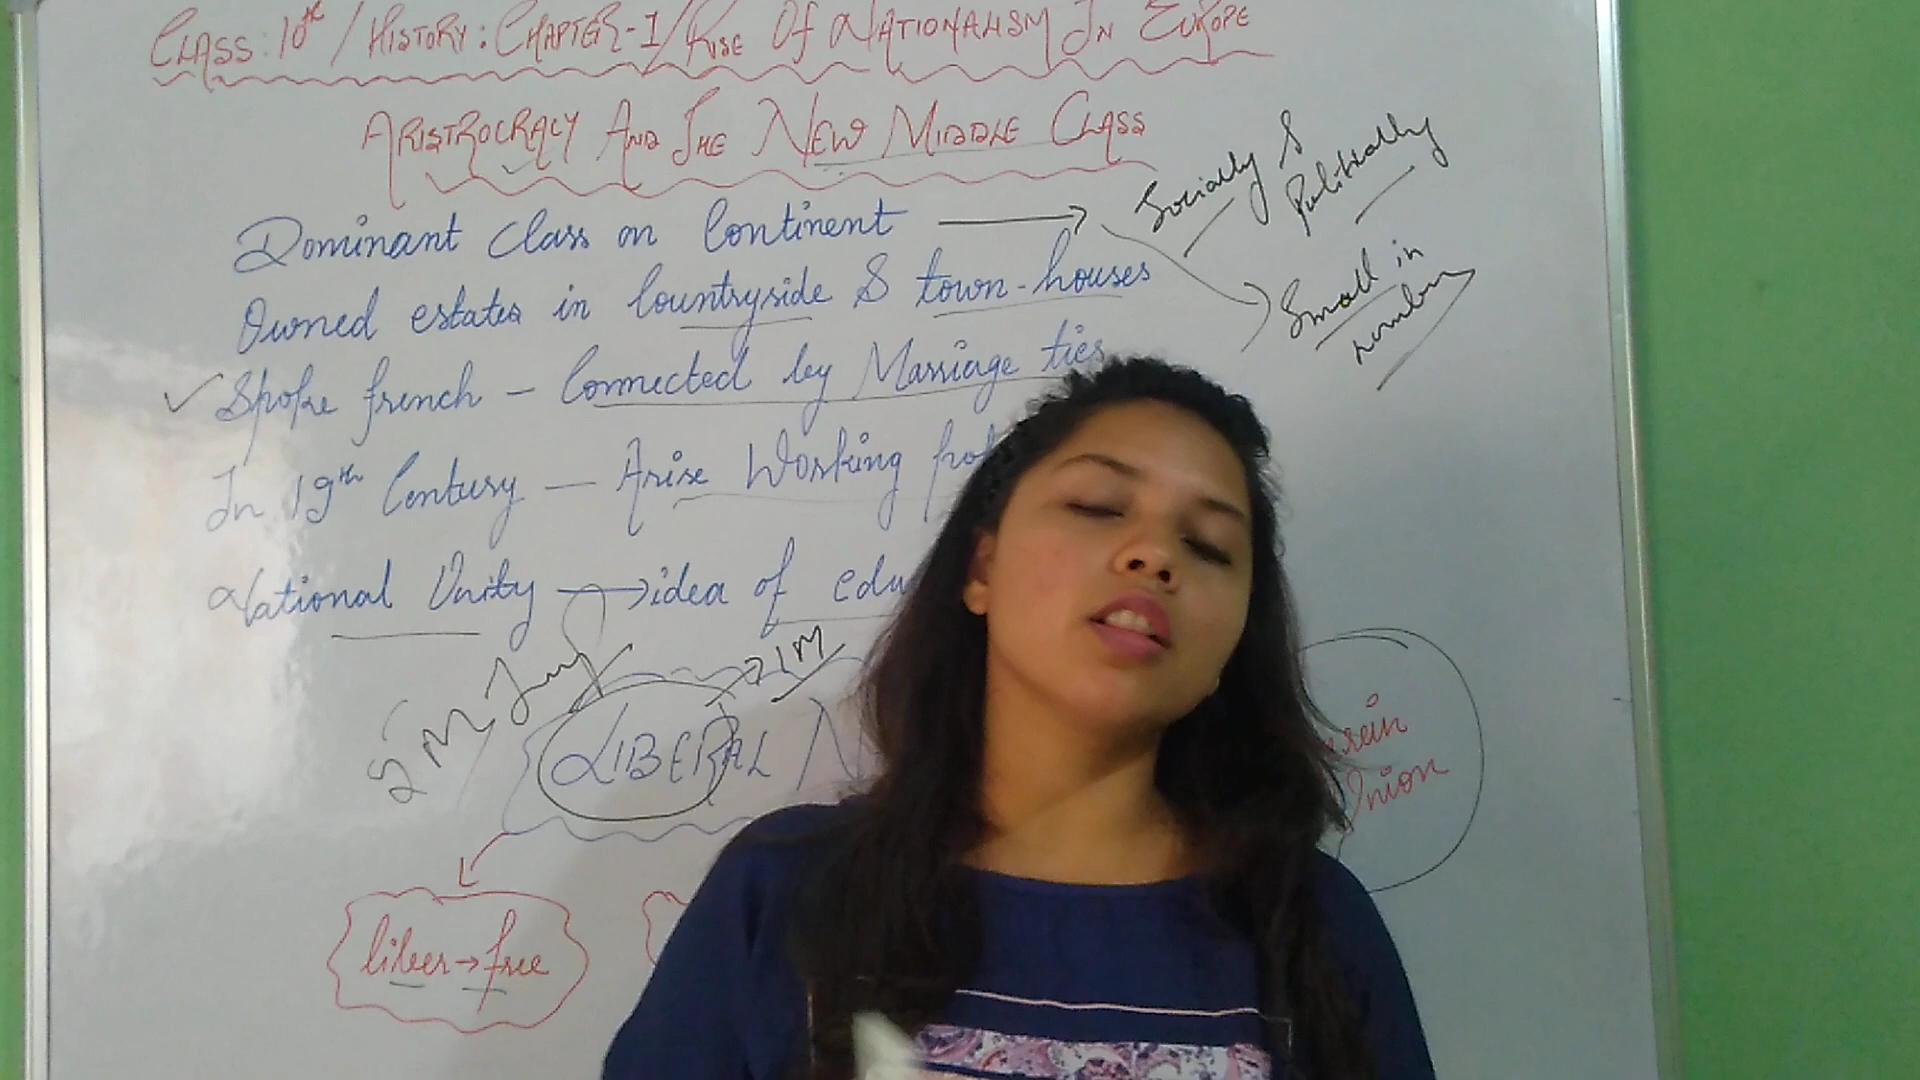 CLASS: 10th / HISTORY: CHAPTER-1 / RISE OF NATIONALISM IN EUROPE
ARISTROCRACY AND THE NEW MIDDLE CLASS
Dominant Class on Continent → Socially & Politically
Small in number
Owned estates in Countryside & town-houses
Spoke french - Connected by Marriage ties
In 19th Century - Arise Working
National Unity → idea of
LIBERAL
Union
liber → free